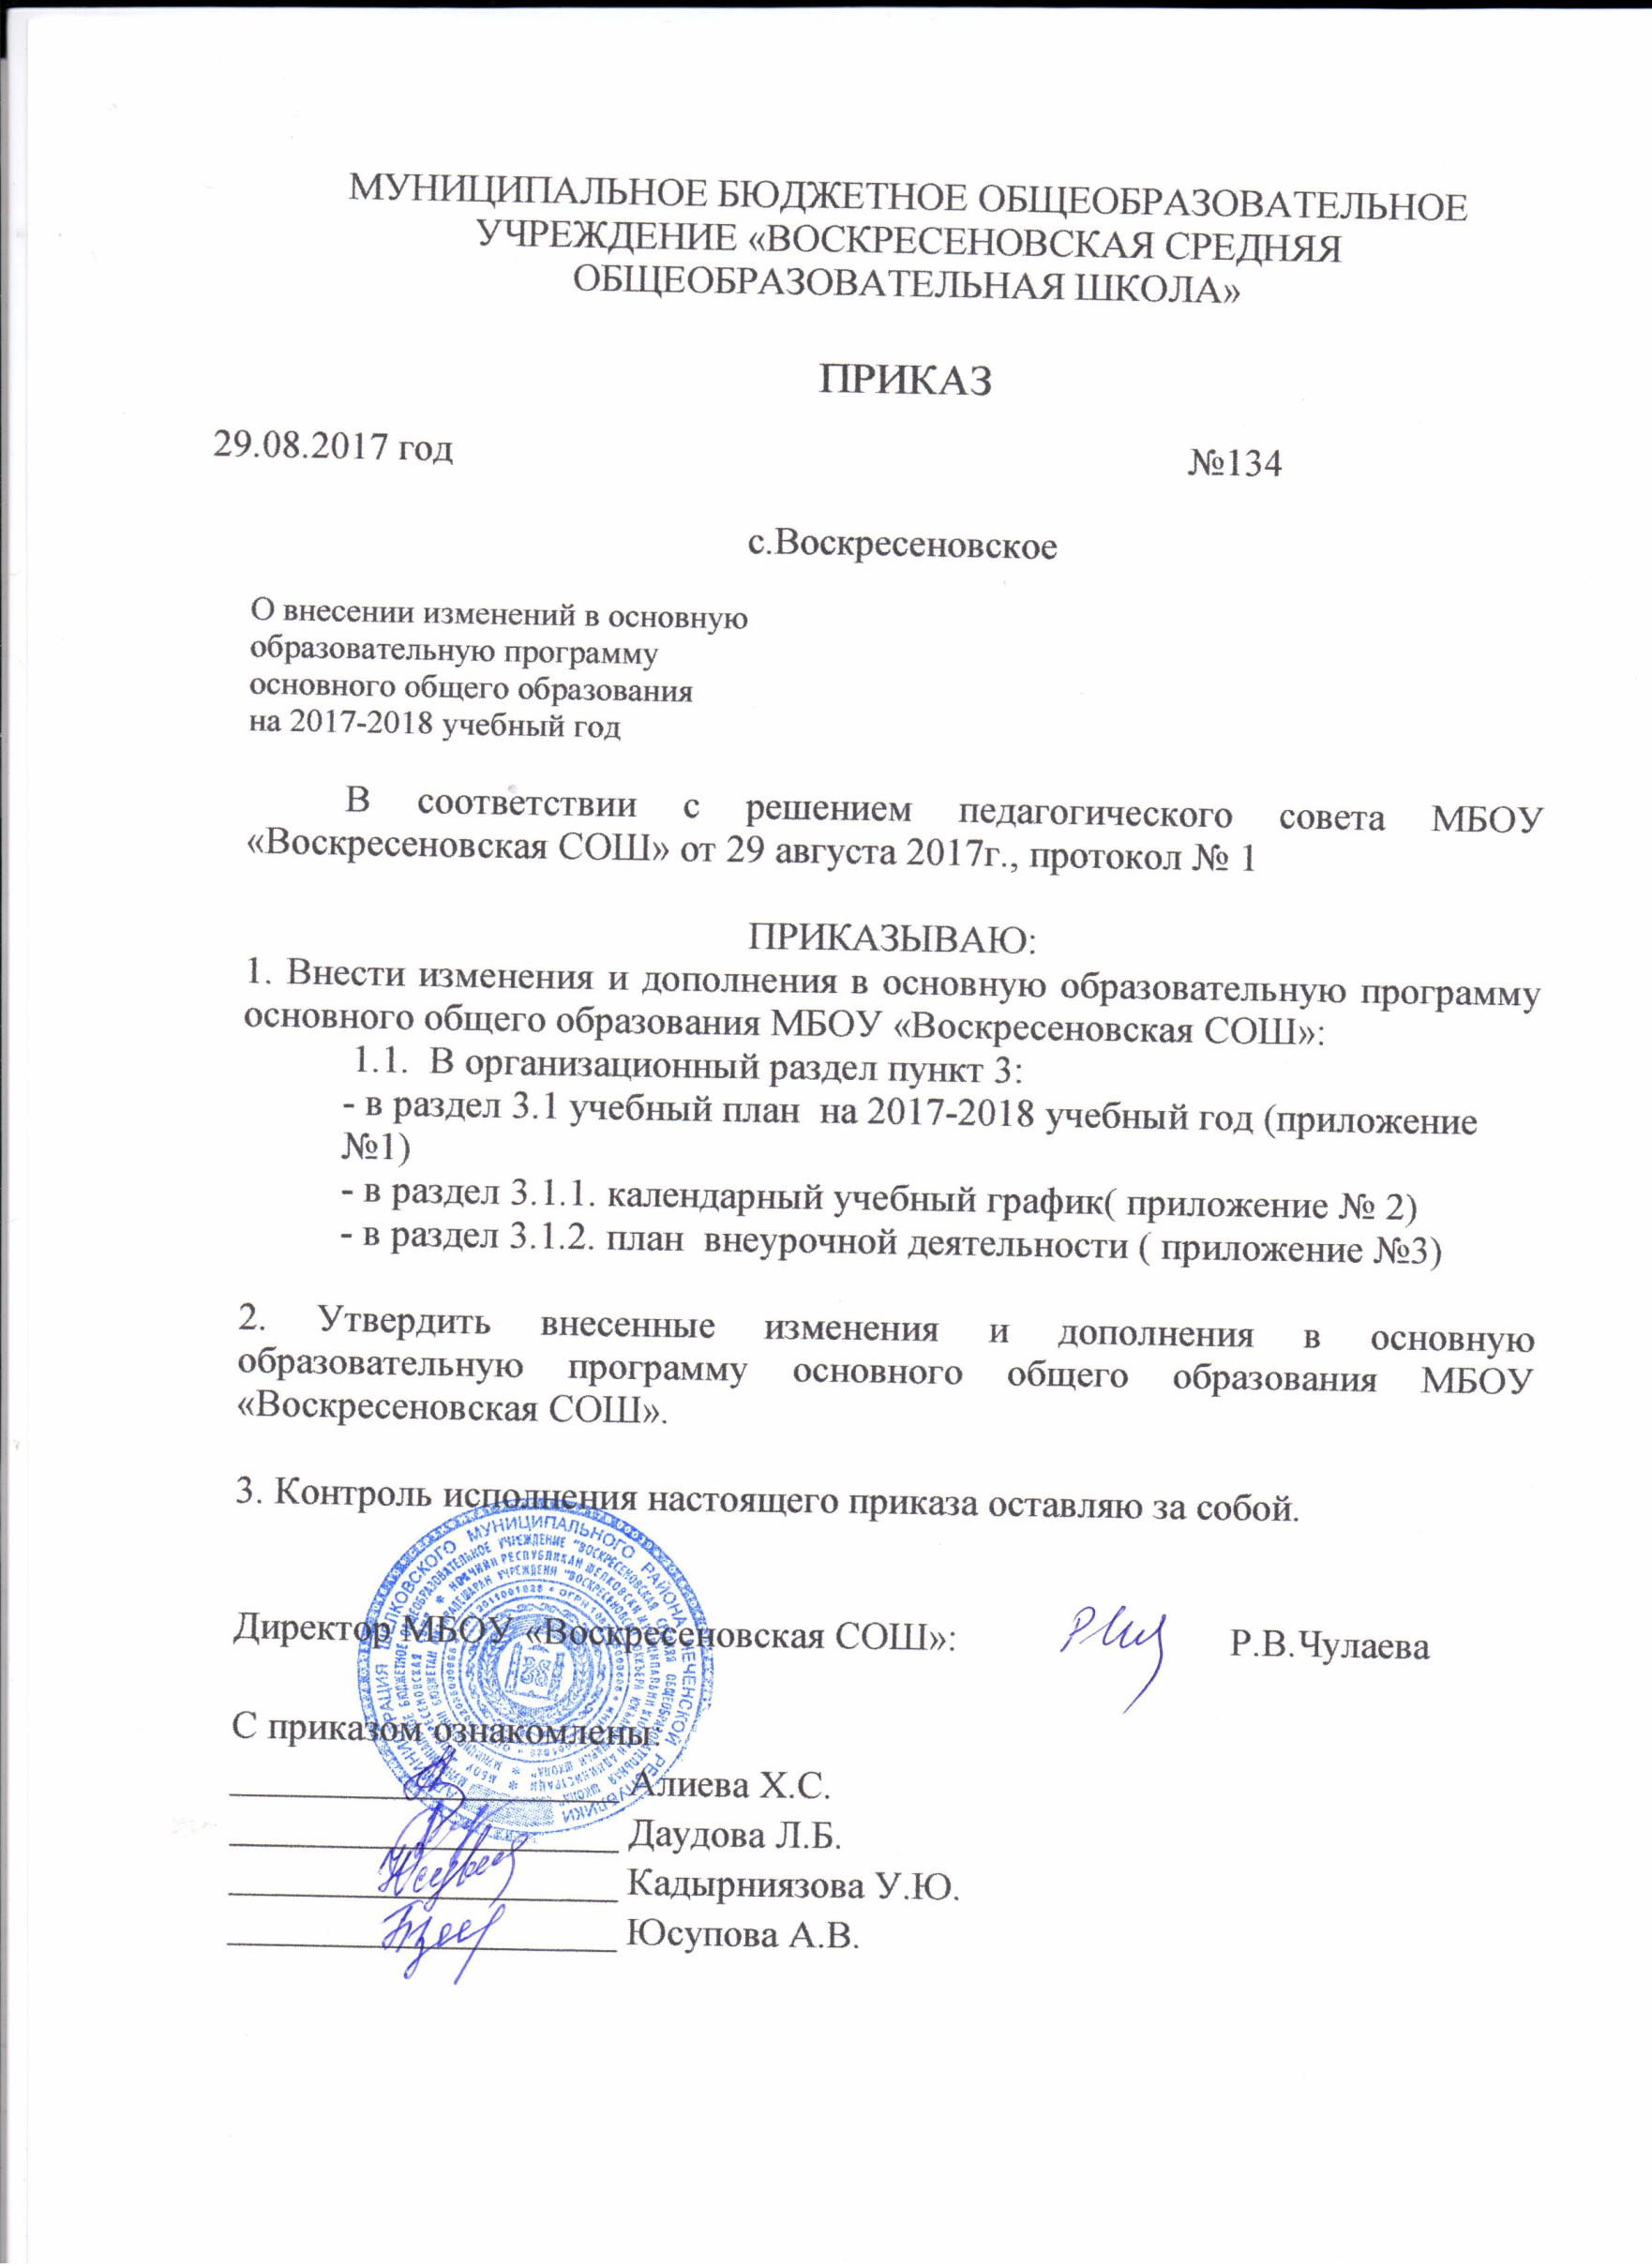 МУНИЦИПАЛЬНОЕ БЮДЖЕТНОЕ ОБЩЕОБРАЗОВАТЕЛЬНОЕ
УЧРЕЖДЕНИЕ «ВОСКРЕСЕНОВСКАЯ СРЕДНЯЯ
ОБЩЕОБРАЗОВАТЕЛЬНАЯ ШКОЛА»
ПРИКАЗ
29.08.2017 год №134
с.Воскресеновское
О внесении изменений в основную
образовательную программу
основного общего образования
на 2017-2018 учебный год
В соответствии с решением педагогического совета МБОУ
«Воскресеновская СОШ» от 29 августа 2017г., протокол № 1
ПРИКАЗЫВАЮ:
1. Внести изменения и дополнения в основную образовательную программу
основного общего образования МБОУ «Воскресеновская СОШ»:
1.1. В организационный раздел пункт 3:
- в раздел 3.1 учебный план на 2017-2018 учебный год (приложение
№1)
- в раздел 3.1.1. календарный учебный график( приложение № 2)
- в раздел 3.1.2. план внеурочной деятельности ( приложение №3)
2. Утвердить внесенные изменения и дополнения в основную
образовательную программу основного общего образования МБОУ
«Воскресеновская СОШ».
3. Контроль исполнения настоящего приказа оставляю за собой.
Директор МБОУ «Воскресеновская СОШ»: Р.В.Чулаева
С приказом ознакомлены:
Алиева Х.С.
Даудова Л.Б.
Кадырниязова У.Ю.
Юсупова А.В.
МУНИЦИПАЛЬНОГО РАЙОНА ЧЕЧЕНСКОЙ РЕСПУБЛИКИ